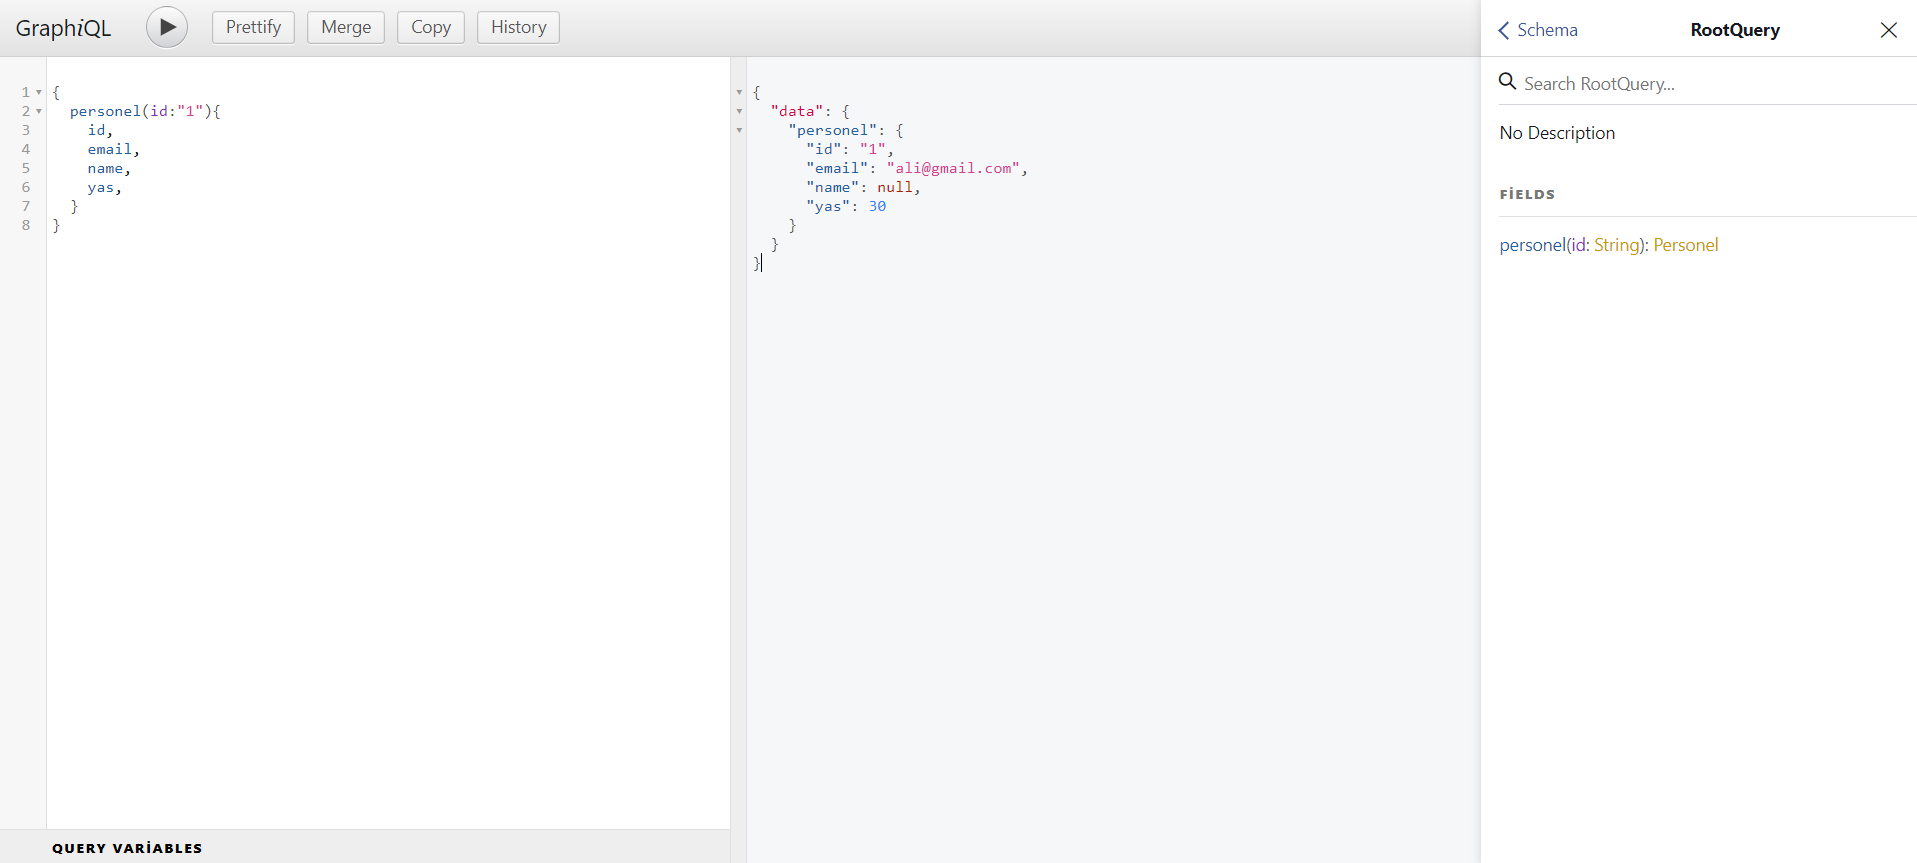 GraphiQL Prettify Merge Copy History
1 {
2 personel(id:"1"){
3 id,
4 email,
5 name,
6 yas,
7 }
8 }
QUERY VARİABLES
{
"data": {
"personel": {
"id": "1",
"email": "ali@gmail.com",
"name": null,
"yas": 30
}
}
}
Schema RootQuery
Search RootQuery...
No Description
FİELDS
personel(id: String): Personel